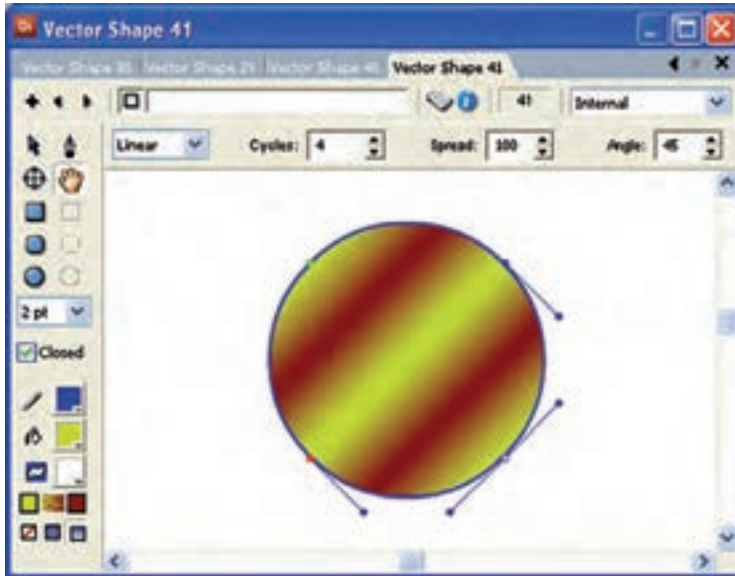 Vector Shape 41
Vector Shape 41
41 Internal
Linear Cycles: 4 Spread: 100 Angle: 45
2 pt
Closed